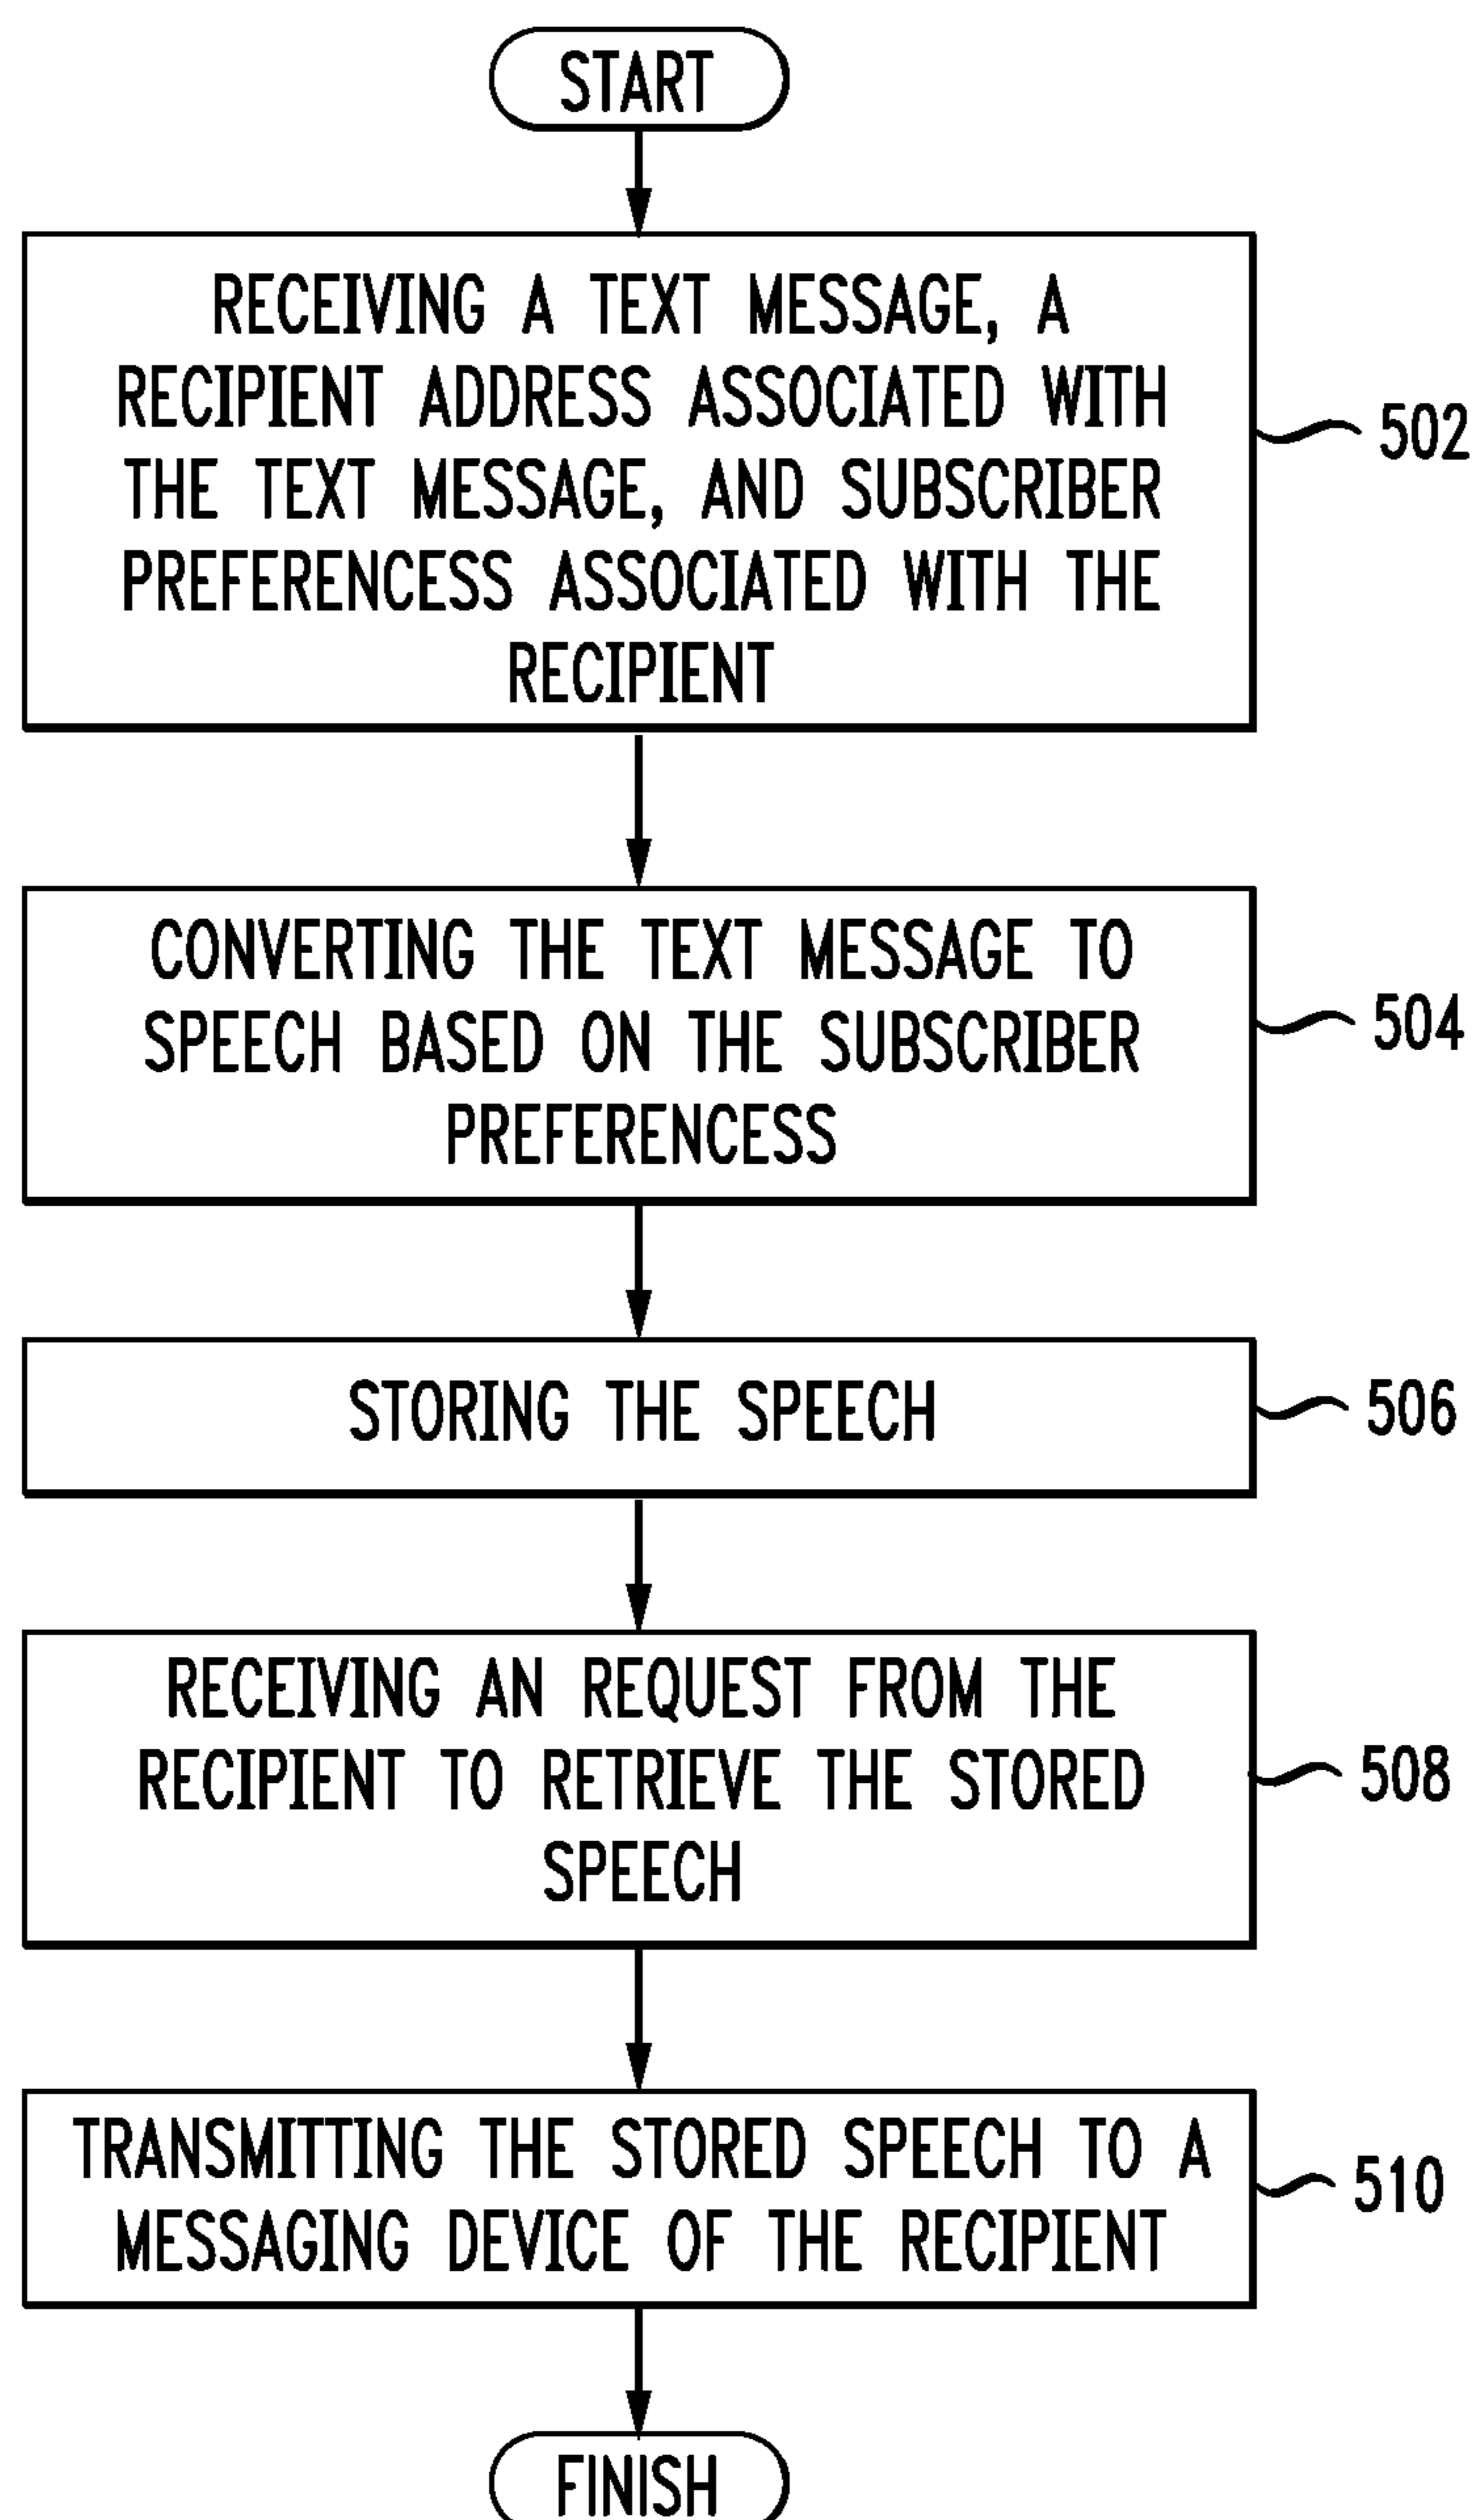 START
RECEIVING A TEXT MESSAGE, A
RECIPIENT ADDRESS ASSOCIATED WITH
THE TEXT MESSAGE, AND SUBSCRIBER
PREFERENCESS ASSOCIATED WITH THE
RECIPIENT
502
CONVERTING THE TEXT MESSAGE TO
SPEECH BASED ON THE SUBSCRIBER
PREFERENCESS
504
STORING THE SPEECH
506
RECEIVING AN REQUEST FROM THE
RECIPIENT TO RETRIEVE THE STORED
SPEECH
508
TRANSMITTING THE STORED SPEECH TO A
MESSAGING DEVICE OF THE RECIPIENT
510
FINISH